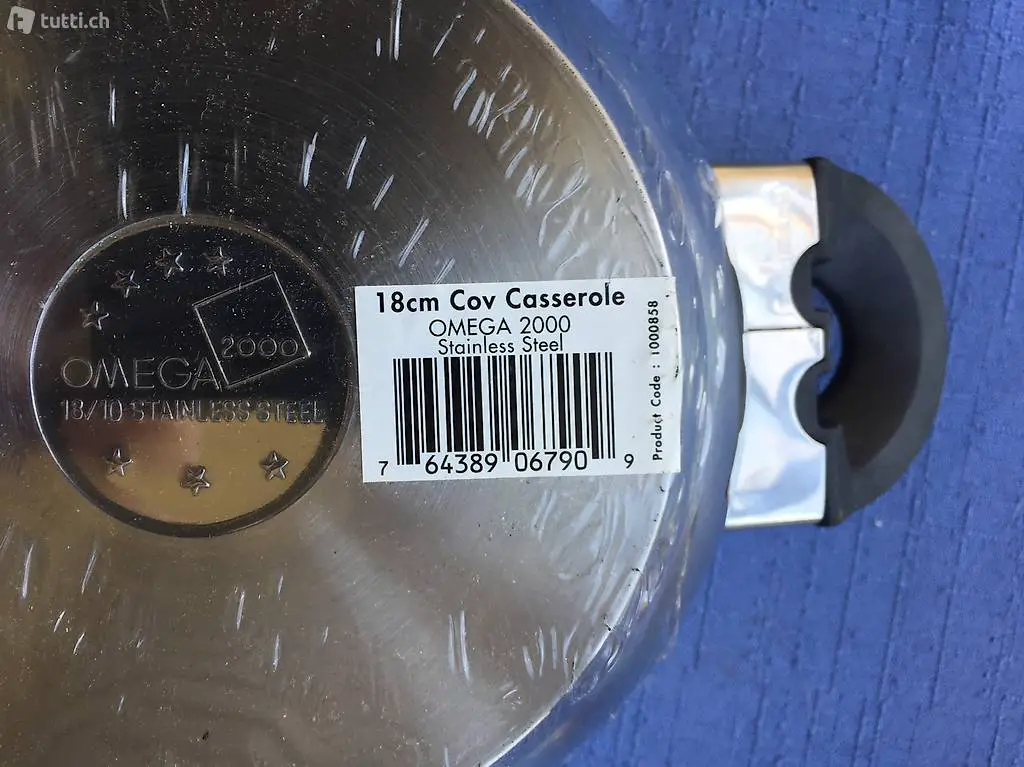 tutti.ch
18cm Cov Casserole
OMEGA 2000
Stainless Steel
7 64389 06790 9
Product Code : 1000858
2000
OMEGA
18/10 STAINLESS STEEL